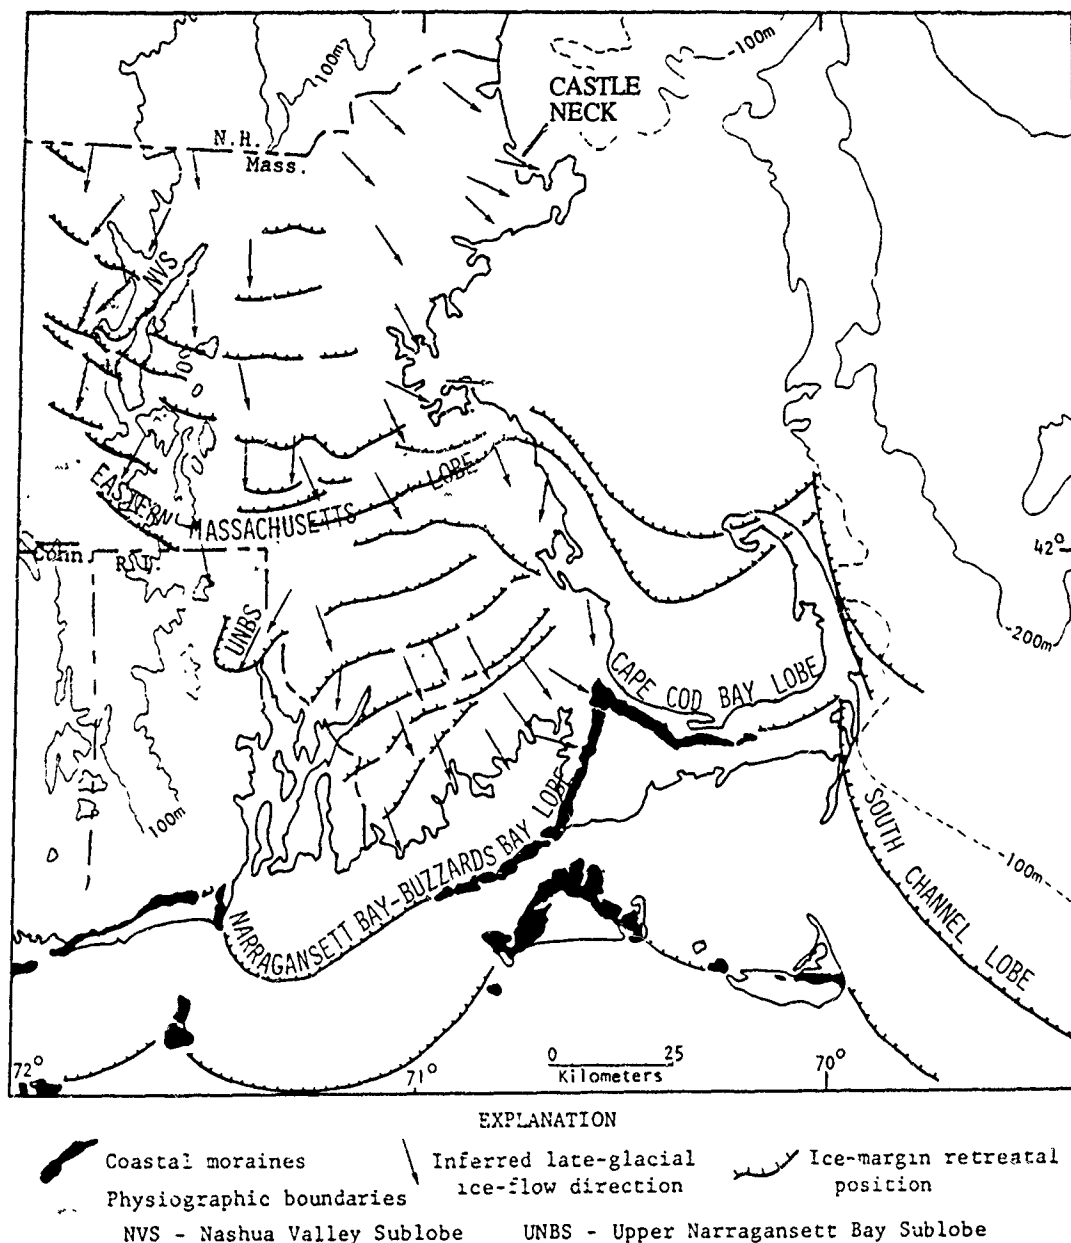 -100m
100m
CASTLE
NECK
N.H.
Mass.
NVS
100
EASTERN MASSACHUSETTS LOBE
42°
Conn. R.I.
UNBS
-200m
CAPE COD BAY LOBE
NARRAGANSETT BAY-BUZZARDS BAY LOBE
SOUTH CHANNEL LOBE
100m
100m
0 25
Kilometers
72°
71°
70°
EXPLANATION
Coastal moraines
Inferred late-glacial
ice-flow direction
Ice-margin retreatal
position
Physiographic boundaries
NVS - Nashua Valley Sublobe
UNBS - Upper Narragansett Bay Sublobe